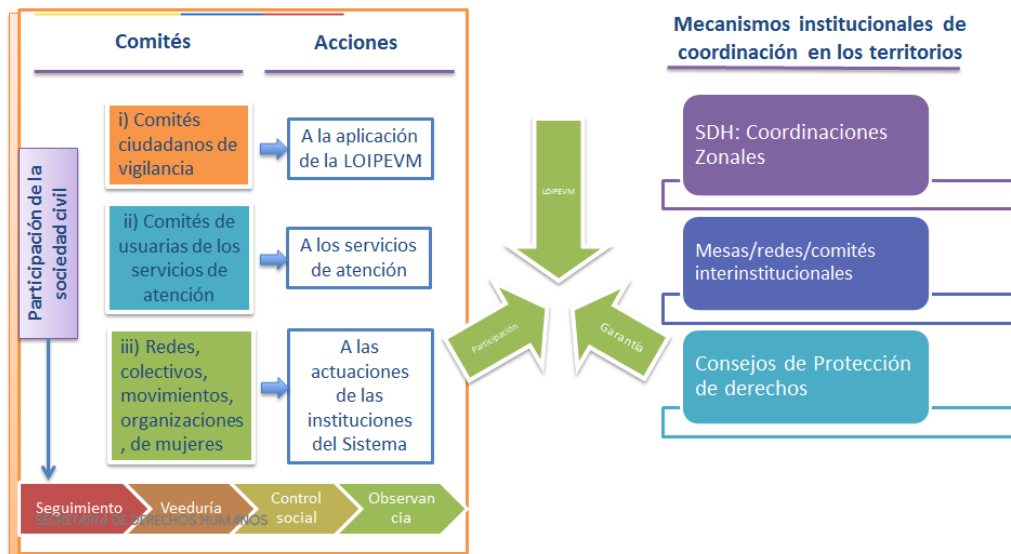 Comités
Acciones
Participación de la
sociedad civil
i) Comités
ciudadanos de
vigilancia
A la aplicación
de la LOIPEVM
ii) Comités de
usuarias de los
servicios de
atención
A los servicios
de atención
iii) Redes,
colectivos,
movimientos,
organizaciones
, de mujeres
A las
actuaciones
de las
instituciones
del Sistema
Seguimiento
Veeduría
Control
social
Observan
cia
SECRETARÍA DE DERECHOS HUMANOS
LOIPEVM
Participación
Garantía
Mecanismos institucionales de
coordinación en los territorios
SDH: Coordinaciones
Zonales
Mesas/redes/comités
interinstitucionales
Consejos de Protección
de derechos